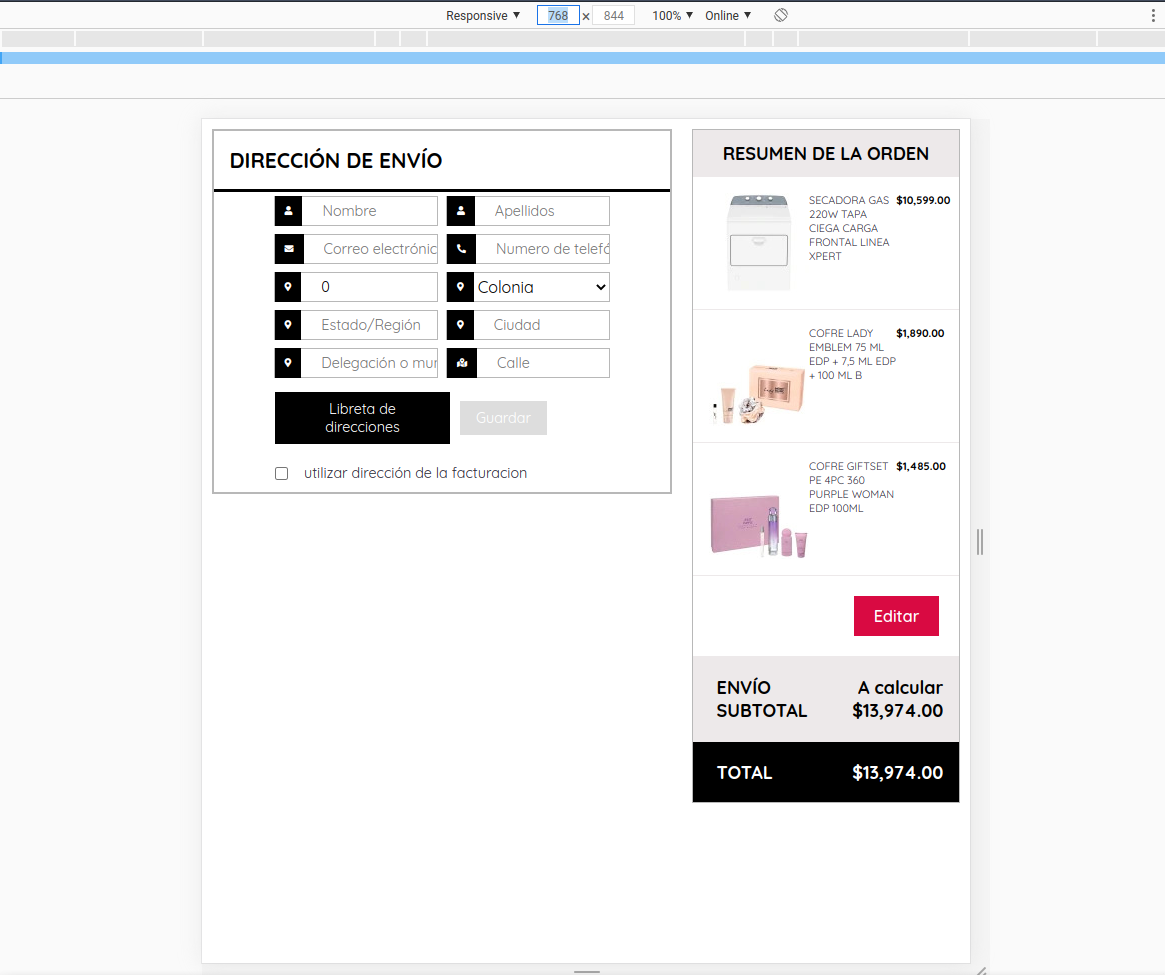 Responsive ▼ 768 × 844 100% ▼ Online ▼
DIRECCIÓN DE ENVÍO
Nombre Apellidos
Correo electrónic Numero de telefó
0 Colonia
Estado/Región Ciudad
Delegación o mur Calle
Libreta de
direcciones
Guardar
utilizar dirección de la facturacion
RESUMEN DE LA ORDEN
SECADORA GAS $10,599.00
220W TAPA
CIEGA CARGA
FRONTAL LINEA
XPERT
COFRE LADY $1,890.00
EMBLEM 75 ML
EDP + 7,5 ML EDP
+ 100 ML B
COFRE GIFTSET $1,485.00
PE 4PC 360
PURPLE WOMAN
EDP 100ML
Editar
ENVÍO A calcular
SUBTOTAL $13,974.00
TOTAL $13,974.00